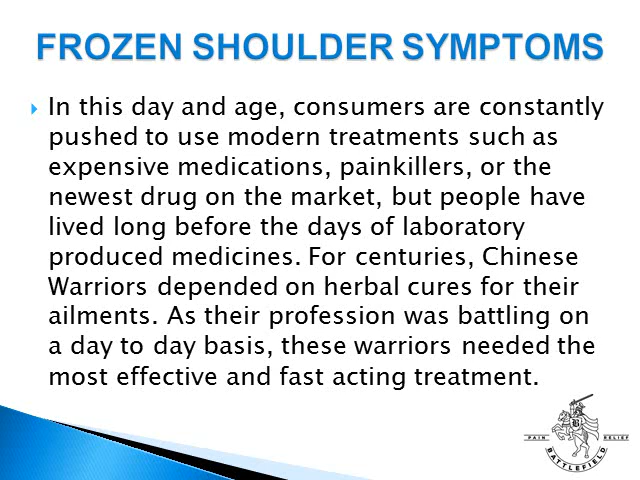 FROZEN SHOULDER SYMPTOMS
In this day and age, consumers are constantly
pushed to use modern treatments such as
expensive medications, painkillers, or the
newest drug on the market, but people have
lived long before the days of laboratory
produced medicines. For centuries, Chinese
Warriors depended on herbal cures for their
ailments. As their profession was battling on
a day to day basis, these warriors needed the
most effective and fast acting treatment.
PAIN RELIEF
B
BATTLEFIELD